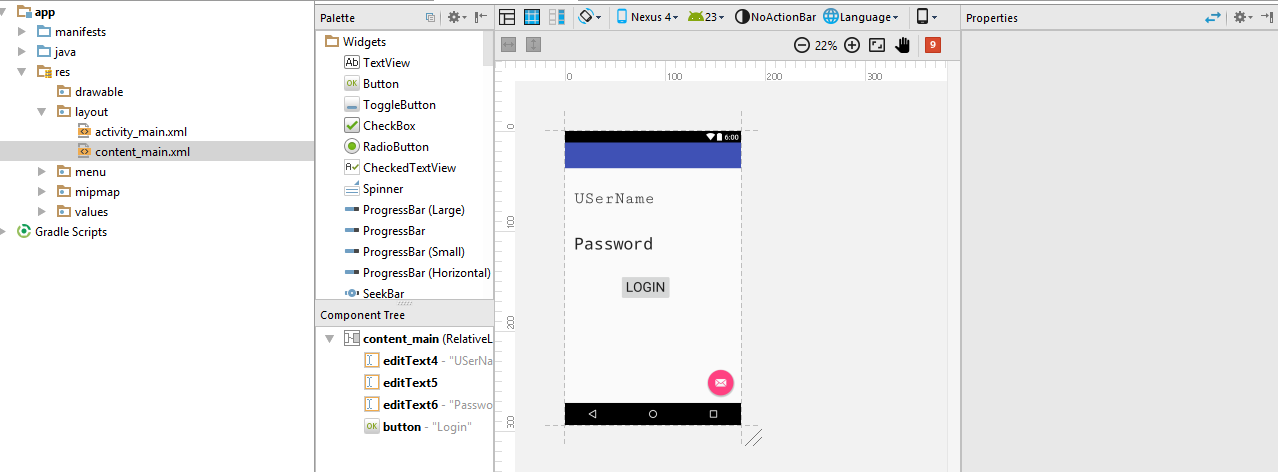 app
manifests
java
res
drawable
layout
activity_main.xml
content_main.xml
menu
mipmap
values
Gradle Scripts
Palette
Widgets
Ab TextView
OK Button
ToggleButton
CheckBox
RadioButton
A CheckedTextView
Spinner
ProgressBar (Large)
ProgressBar
ProgressBar (Small)
ProgressBar (Horizontal)
SeekBar
Component Tree
content_main (RelativeL
editText4 - "USerNa
editText5
editText6 - "Passwo
OK button - "Login"
Nexus 4 23 NoActionBar Language
22% 9
0 100 200 300
0
100
200
300
6:00
USerName
Password
LOGIN
Properties